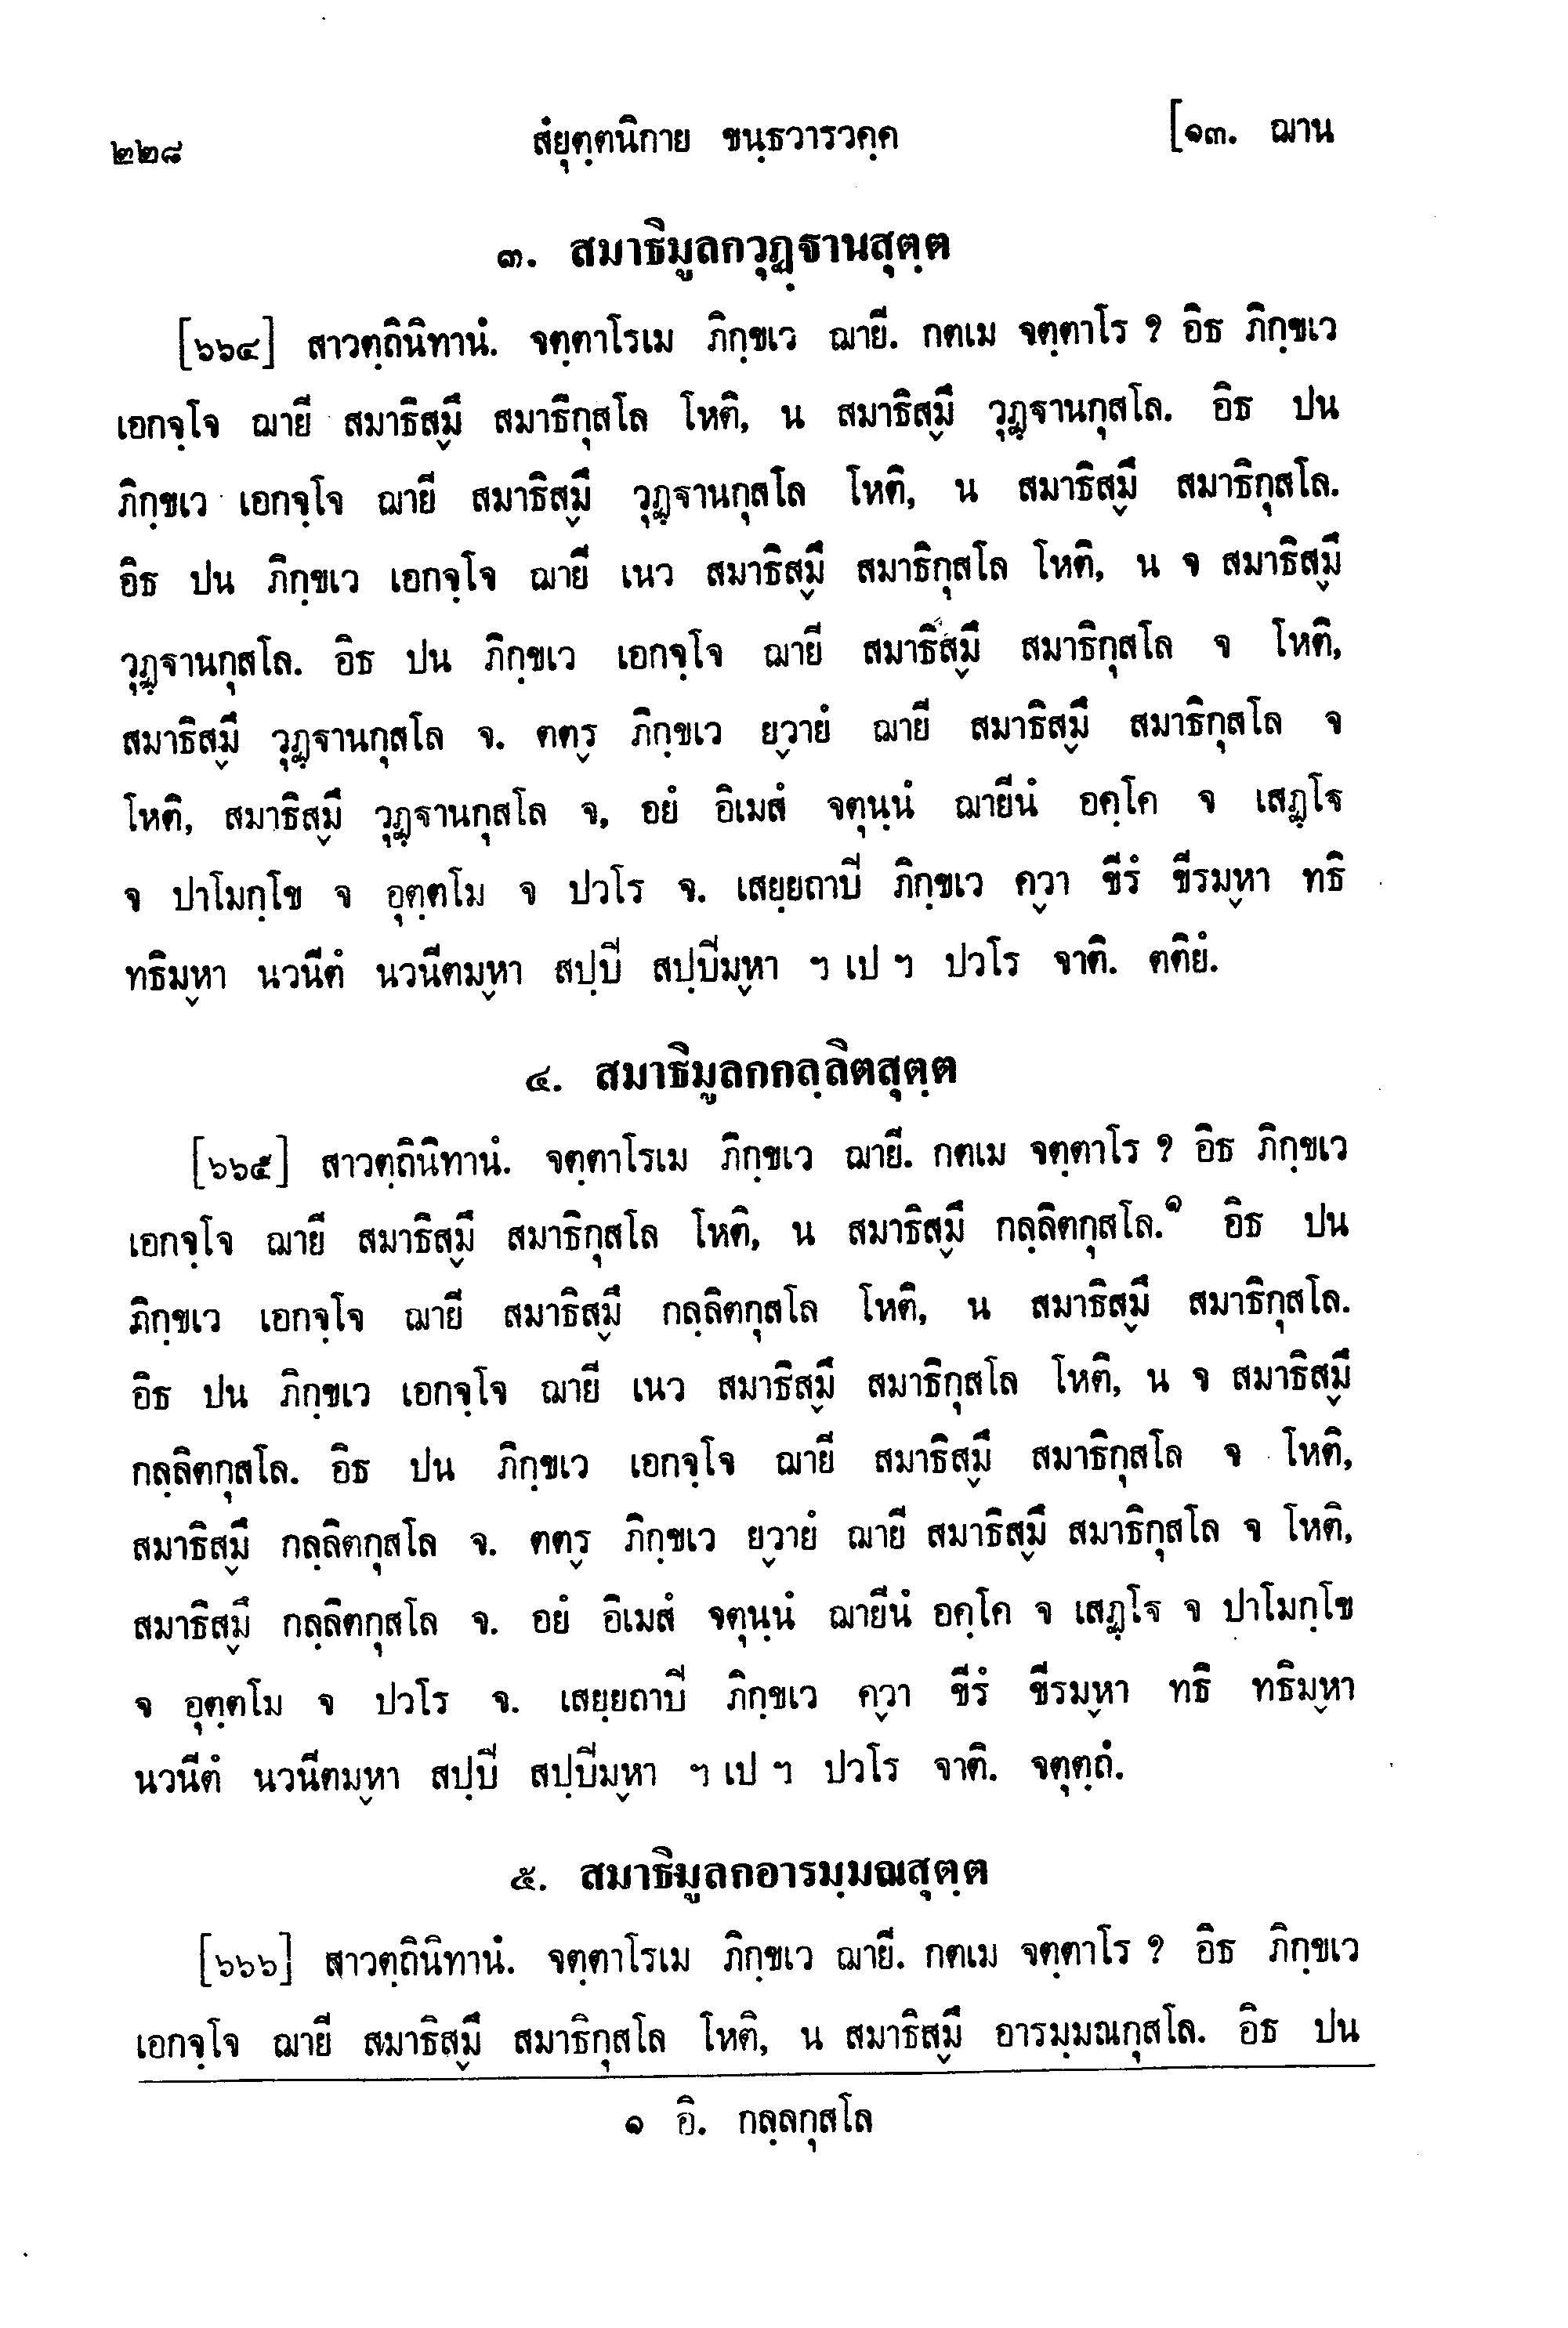 ๒๒๘ สํยุตฺตนิกาย ขนฺธวารวคฺค [๑๓. ฌาน
๓. สมาธิมูลกวุฏฺฐานสุตฺต
[๖๖๔] สาวตฺถินิทานํ. จตฺตาโรเม ภิกฺขเว ฌายี. กตเม จตฺตาโร ? อิธ ภิกฺขเว
เอกจฺโจ ฌายี สมาธิสฺมึ สมาธิกุสโล โหติ, น สมาธิสฺมึ วุฏฺฐานกุสโล. อิธ ปน
ภิกฺขเว เอกจฺโจ ฌายี สมาธิสฺมึ วุฏฺฐานกุสโล โหติ, น สมาธิสฺมึ สมาธิกุสโล.
อิธ ปน ภิกฺขเว เอกจฺโจ ฌายี เนว สมาธิสฺมึ สมาธิกุสโล โหติ, น จ สมาธิสฺมึ
วุฏฺฐานกุสโล. อิธ ปน ภิกฺขเว เอกจฺโจ ฌายี สมาธิสฺมึ สมาธิกุสโล จ โหติ,
สมาธิสฺมึ วุฏฺฐานกุสโล จ. ตตฺร ภิกฺขเว ยฺวายํ ฌายี สมาธิสฺมึ สมาธิกุสโล จ
โหติ, สมาธิสฺมึ วุฏฺฐานกุสโล จ, อยํ อิเมสํ จตุนฺนํ ฌายีนํ อคฺโค จ เสฏฺโฐ
จ ปาโมกฺโข จ อุตฺตโม จ ปวโร จ. เสยฺยถาปิ ภิกฺขเว ควฺา ขีรํ ขีรมฺหา ทธิ
ทธิมฺหา นวนีตํ นวนีตมฺหา สปฺปิ สปฺปิมฺหา ฯ เป ฯ ปวโร จาติ. ตติยํ.
๔. สมาธิมูลกกลฺลิตสุตฺต
[๖๖๕] สาวตฺถินิทานํ. จตฺตาโรเม ภิกฺขเว ฌายี. กตเม จตฺตาโร ? อิธ ภิกฺขเว
เอกจฺโจ ฌายี สมาธิสฺมึ สมาธิกุสโล โหติ, น สมาธิสฺมึ กลฺลิตกุสโล.๑ อิธ ปน
ภิกฺขเว เอกจฺโจ ฌายี สมาธิสฺมึ กลฺลิตกุสโล โหติ, น สมาธิสฺมึ สมาธิกุสโล.
อิธ ปน ภิกฺขเว เอกจฺโจ ฌายี เนว สมาธิสฺมึ สมาธิกุสโล โหติ, น จ สมาธิสฺมึ
กลฺลิตกุสโล. อิธ ปน ภิกฺขเว เอกจฺโจ ฌายี สมาธิสฺมึ สมาธิกุสโล จ โหติ,
สมาธิสฺมึ กลฺลิตกุสโล จ. ตตฺร ภิกฺขเว ยฺวายํ ฌายี สมาธิสฺมึ สมาธิกุสโล จ โหติ,
สมาธิสฺมึ กลฺลิตกุสโล จ. อยํ อิเมสํ จตุนฺนํ ฌายีนํ อคฺโค จ เสฏฺโฐ จ ปาโมกฺโข
จ อุตฺตโม จ ปวโร จ. เสยฺยถาปิ ภิกฺขเว ควฺา ขีรํ ขีรมฺหา ทธิ ทธิมฺหา
นวนีตํ นวนีตมฺหา สปฺปิ สปฺปิมฺหา ฯ เป ฯ ปวโร จาติ. จตุตฺถํ.
๕. สมาธิมูลกอารมฺมณสุตฺต
[๖๖๖] สาวตฺถินิทานํ. จตฺตาโรเม ภิกฺขเว ฌายี. กตเม จตฺตาโร ? อิธ ภิกฺขเว
เอกจฺโจ ฌายี สมาธิสฺมึ สมาธิกุสโล โหติ, น สมาธิสฺมึ อารมฺมณกุสโล. อิธ ปน
๑ อิ. กลฺลกุสโล